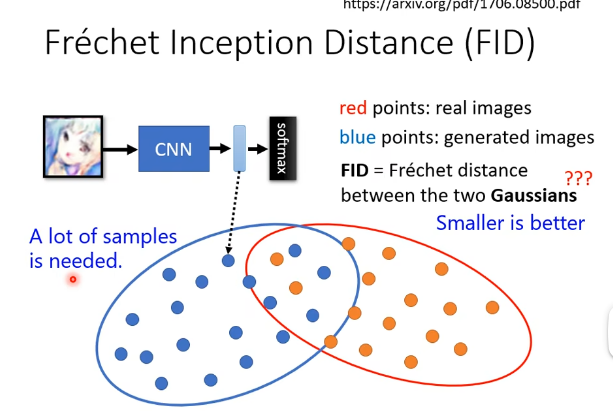 https://arxiv.org/pdf/1706.08500.pdf
Fréchet Inception Distance (FID)
CNN
softmax
red points: real images
blue points: generated images
FID = Fréchet distance
between the two Gaussians
???
Smaller is better
A lot of samples
is needed.